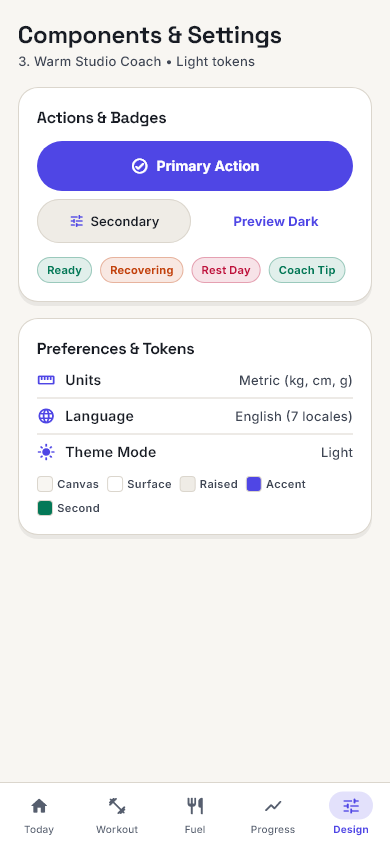 Components & Settings
3. Warm Studio Coach • Light tokens
Actions & Badges
Primary Action
Secondary
Preview Dark
Ready
Recovering
Rest Day
Coach Tip
Preferences & Tokens
Units Metric (kg, cm, g)
Language English (7 locales)
Theme Mode Light
Canvas Surface Raised Accent
Second
Today Workout Fuel Progress Design